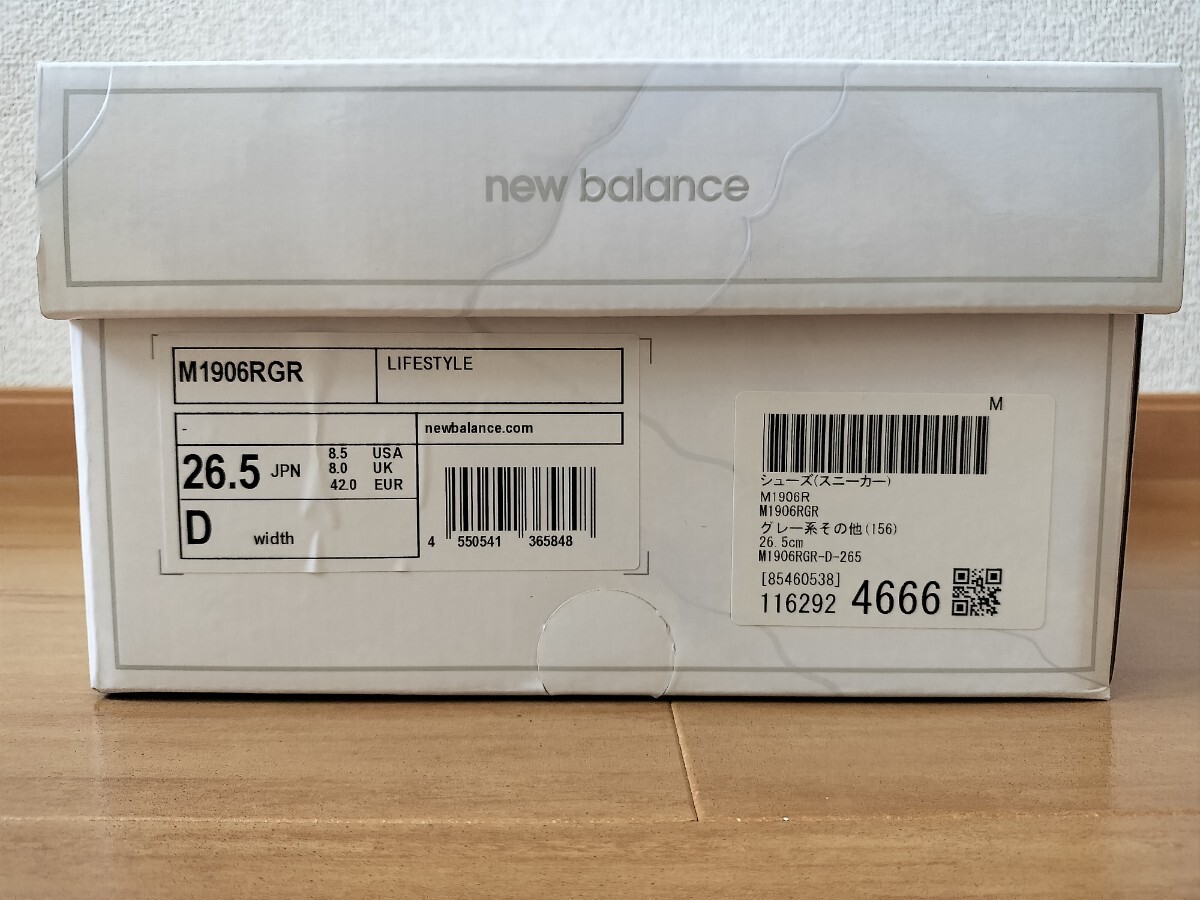 new balance
M1906RGR
LIFESTYLE
-
newbalance.com
26.5 JPN
8.5 USA
8.0 UK
42.0 EUR
D width
4 550541 365848
M
シューズ(スニーカー)
M1906R
M1906RGR
グレー系その他(156)
26.5cm
M1906RGR-D-265
[85460538]
116292 4666